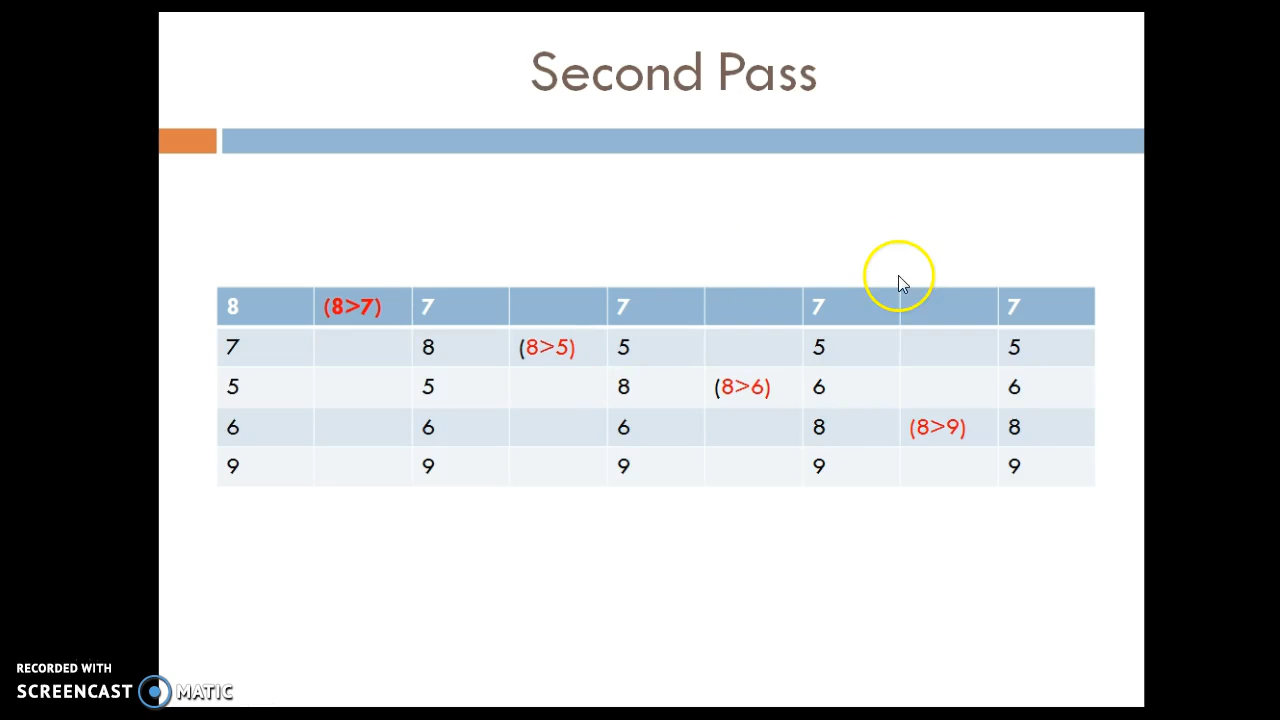 Second Pass
8 (8>7) 7 7 7 7
7 8 (8>5) 5 5 5
5 5 8 (8>6) 6 6
6 6 6 8 (8>9) 8
9 9 9 9 9
RECORDED WITH
SCREENCAST MATIC